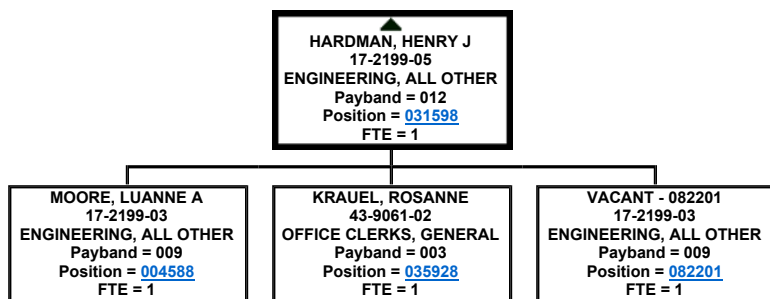 HARDMAN, HENRY J
17-2199-05
ENGINEERING, ALL OTHER
Payband = 012
Position = 031598
FTE = 1
MOORE, LUANNE A
17-2199-03
ENGINEERING, ALL OTHER
Payband = 009
Position = 004588
FTE = 1
KRAUEL, ROSANNE
43-9061-02
OFFICE CLERKS, GENERAL
Payband = 003
Position = 035928
FTE = 1
VACANT - 082201
17-2199-03
ENGINEERING, ALL OTHER
Payband = 009
Position = 082201
FTE = 1